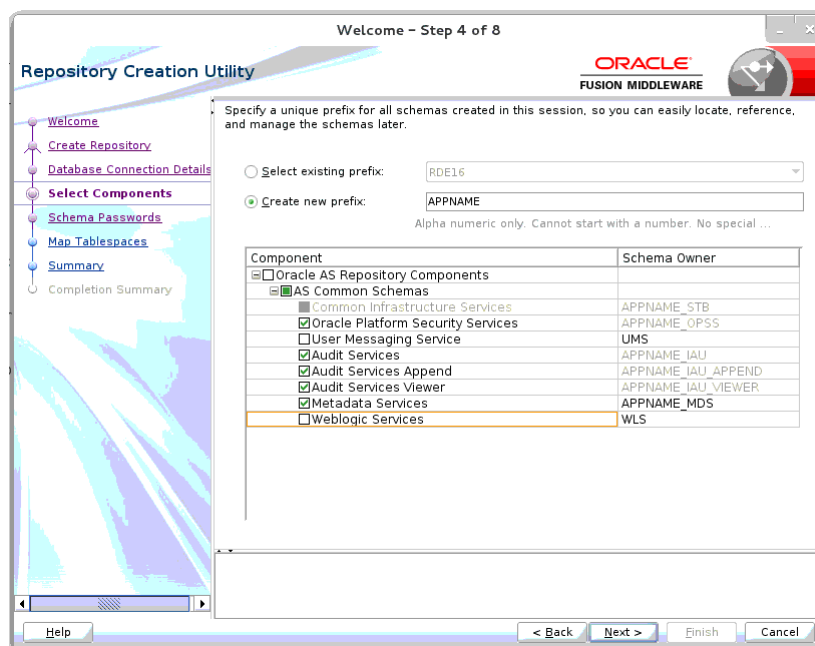 Welcome – Step 4 of 8
Repository Creation Utility
ORACLE
FUSION MIDDLEWARE
Welcome
Create Repository
Database Connection Details
Select Components
Schema Passwords
Map Tablespaces
Summary
Completion Summary
Specify a unique prefix for all schemas created in this session, so you can easily locate, reference,
and manage the schemas later.
Select existing prefix: RDE16
Create new prefix: APPNAME
Alpha numeric only. Cannot start with a number. No special ...
Component Schema Owner
Oracle AS Repository Components
AS Common Schemas
Common Infrastructure Services APPNAME_STB
Oracle Platform Security Services APPNAME_OPSS
User Messaging Service UMS
Audit Services APPNAME_IAU
Audit Services Append APPNAME_IAU_APPEND
Audit Services Viewer APPNAME_IAU_VIEWER
Metadata Services APPNAME_MDS
Weblogic Services WLS
Help < Back Next > Finish Cancel